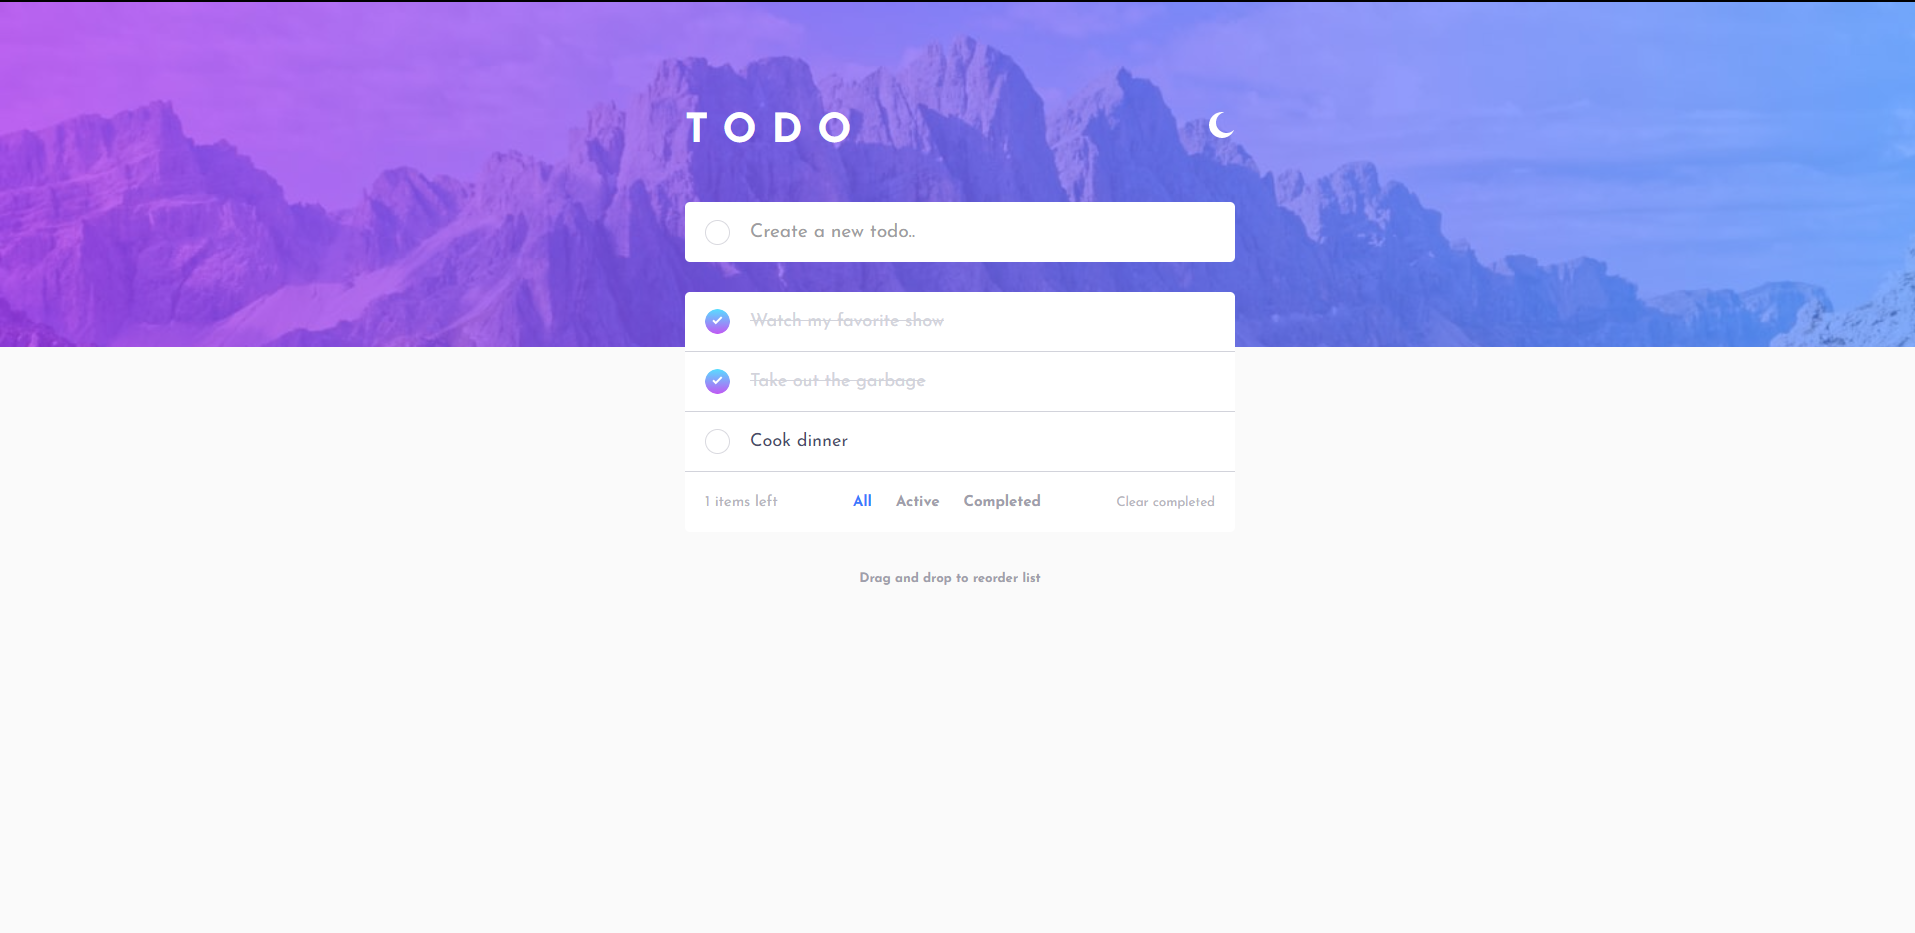 TODO
Create a new todo..
Watch my favorite show
Take out the garbage
Cook dinner
1 items left All Active Completed Clear completed
Drag and drop to reorder list